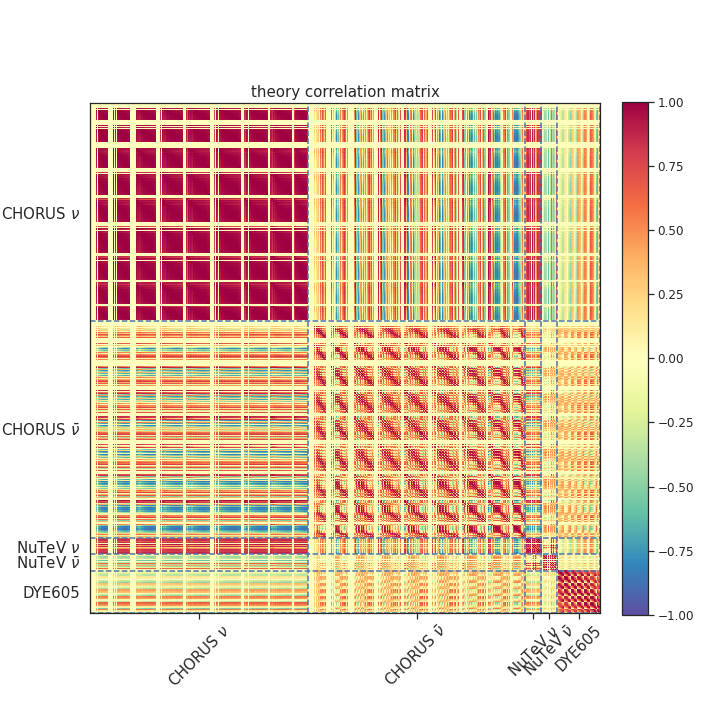 theory correlation matrix
CHORUS ν
CHORUS ν̄
NuTeV ν
NuTeV ν̄
DYE605
CHORUS ν
CHORUS ν̄
NuTeV ν
NuTeV ν̄
DYE605
1.00
0.75
0.50
0.25
0.00
−0.25
−0.50
−0.75
−1.00